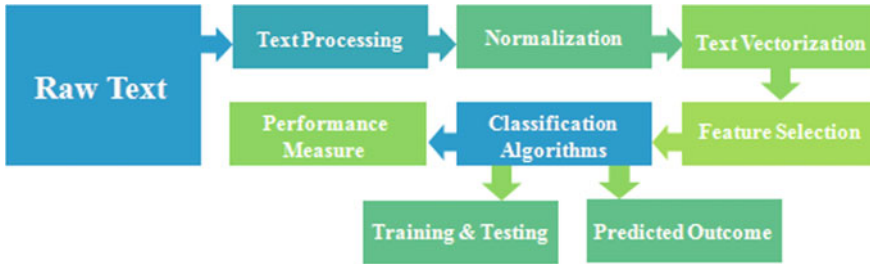 Raw Text
Text Processing
Normalization
Text Vectorization
Feature Selection
Classification
Algorithms
Performance
Measure
Training & Testing
Predicted Outcome